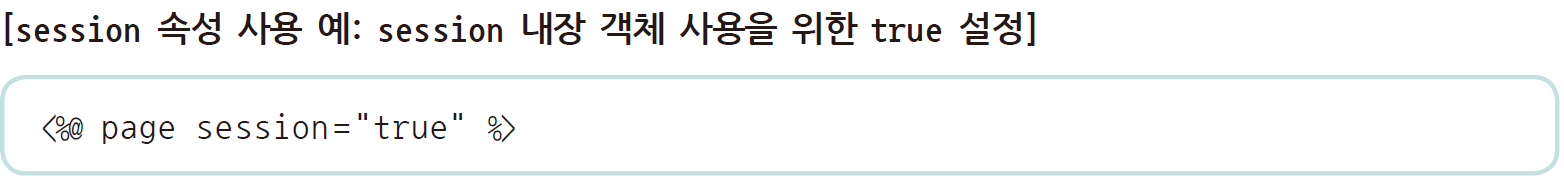 [session 속성 사용 예: session 내장 객체 사용을 위한 true 설정]
<%@ page session="true" %>